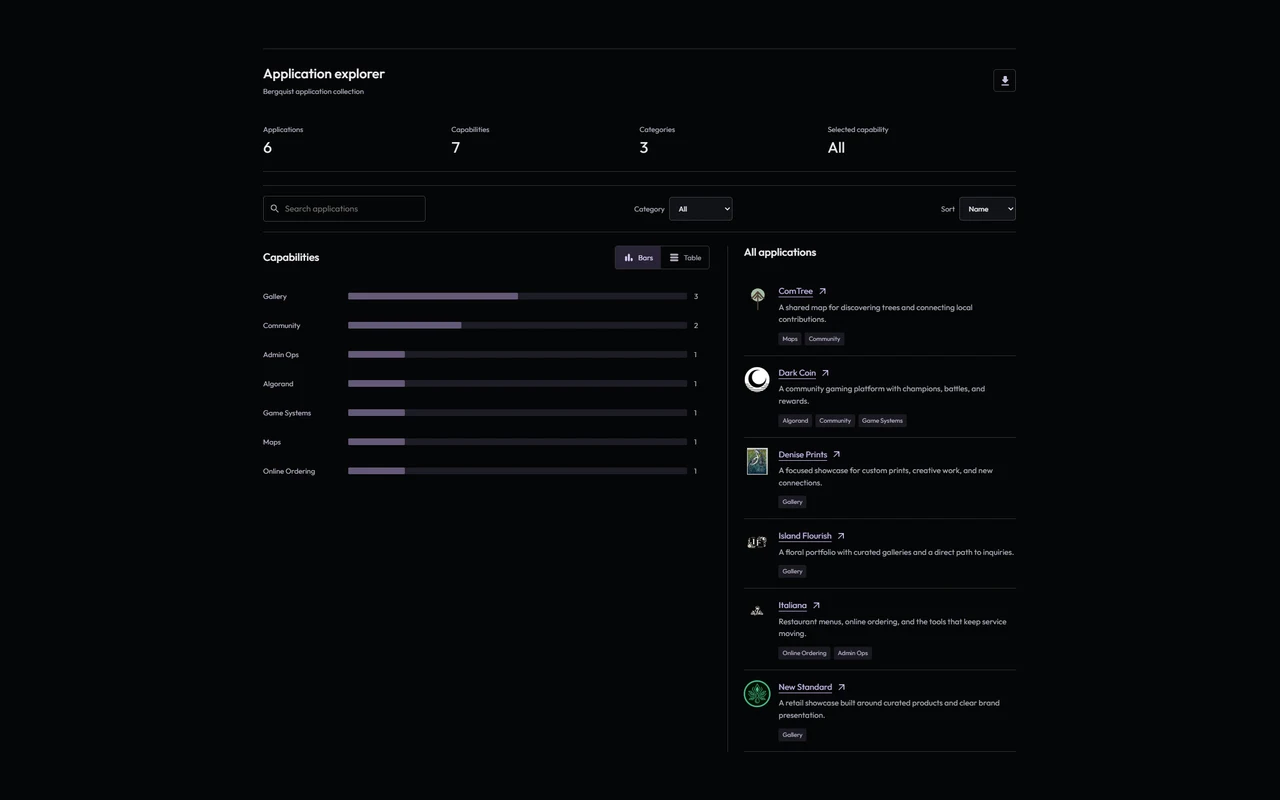 Application explorer
Bergquist application collection
Applications
6
Capabilities
7
Categories
3
Selected capability
All
Search applications
Category
All
Sort
Name
Capabilities
Bars
Table
Gallery 3
Community 2
Admin Ops 1
Algorand 1
Game Systems 1
Maps 1
Online Ordering 1
All applications
ComTree
A shared map for discovering trees and connecting local
contributions.
Maps Community
Dark Coin
A community gaming platform with champions, battles, and
rewards.
Algorand Community Game Systems
Denise Prints
A focused showcase for custom prints, creative work, and new
connections.
Gallery
IF
Island Flourish
A floral portfolio with curated galleries and a direct path to inquiries.
Gallery
Italiana
Restaurant menus, online ordering, and the tools that keep service
moving.
Online Ordering Admin Ops
New Standard
A retail showcase built around curated products and clear brand
presentation.
Gallery